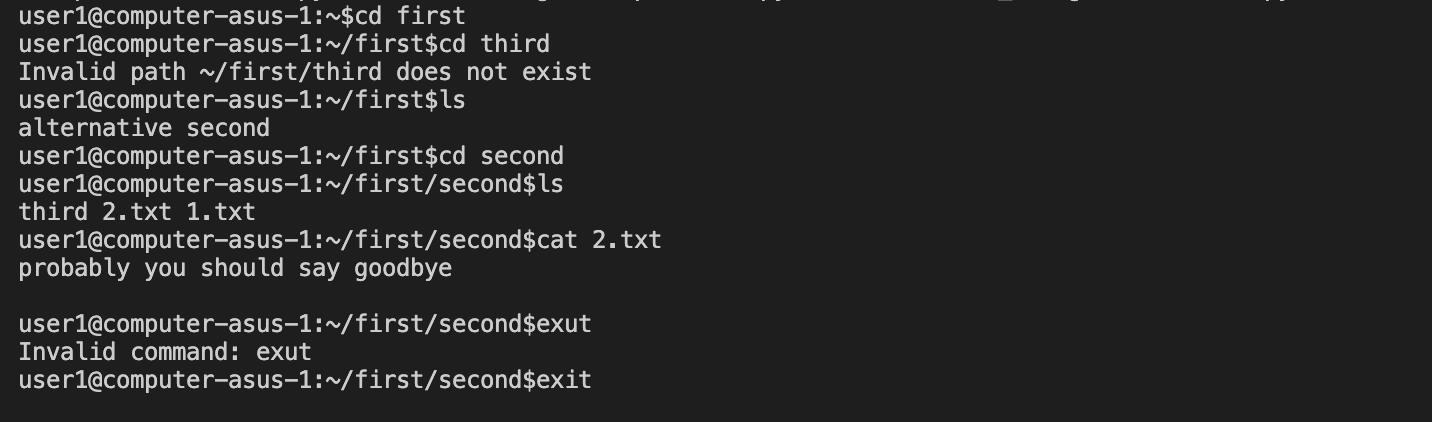 user1@computer-asus-1:~$cd first
user1@computer-asus-1:~/first$cd third
Invalid path ~/first/third does not exist
user1@computer-asus-1:~/first$ls
alternative second
user1@computer-asus-1:~/first$cd second
user1@computer-asus-1:~/first/second$ls
third 2.txt 1.txt
user1@computer-asus-1:~/first/second$cat 2.txt
probably you should say goodbye
user1@computer-asus-1:~/first/second$exut
Invalid command: exut
user1@computer-asus-1:~/first/second$exit